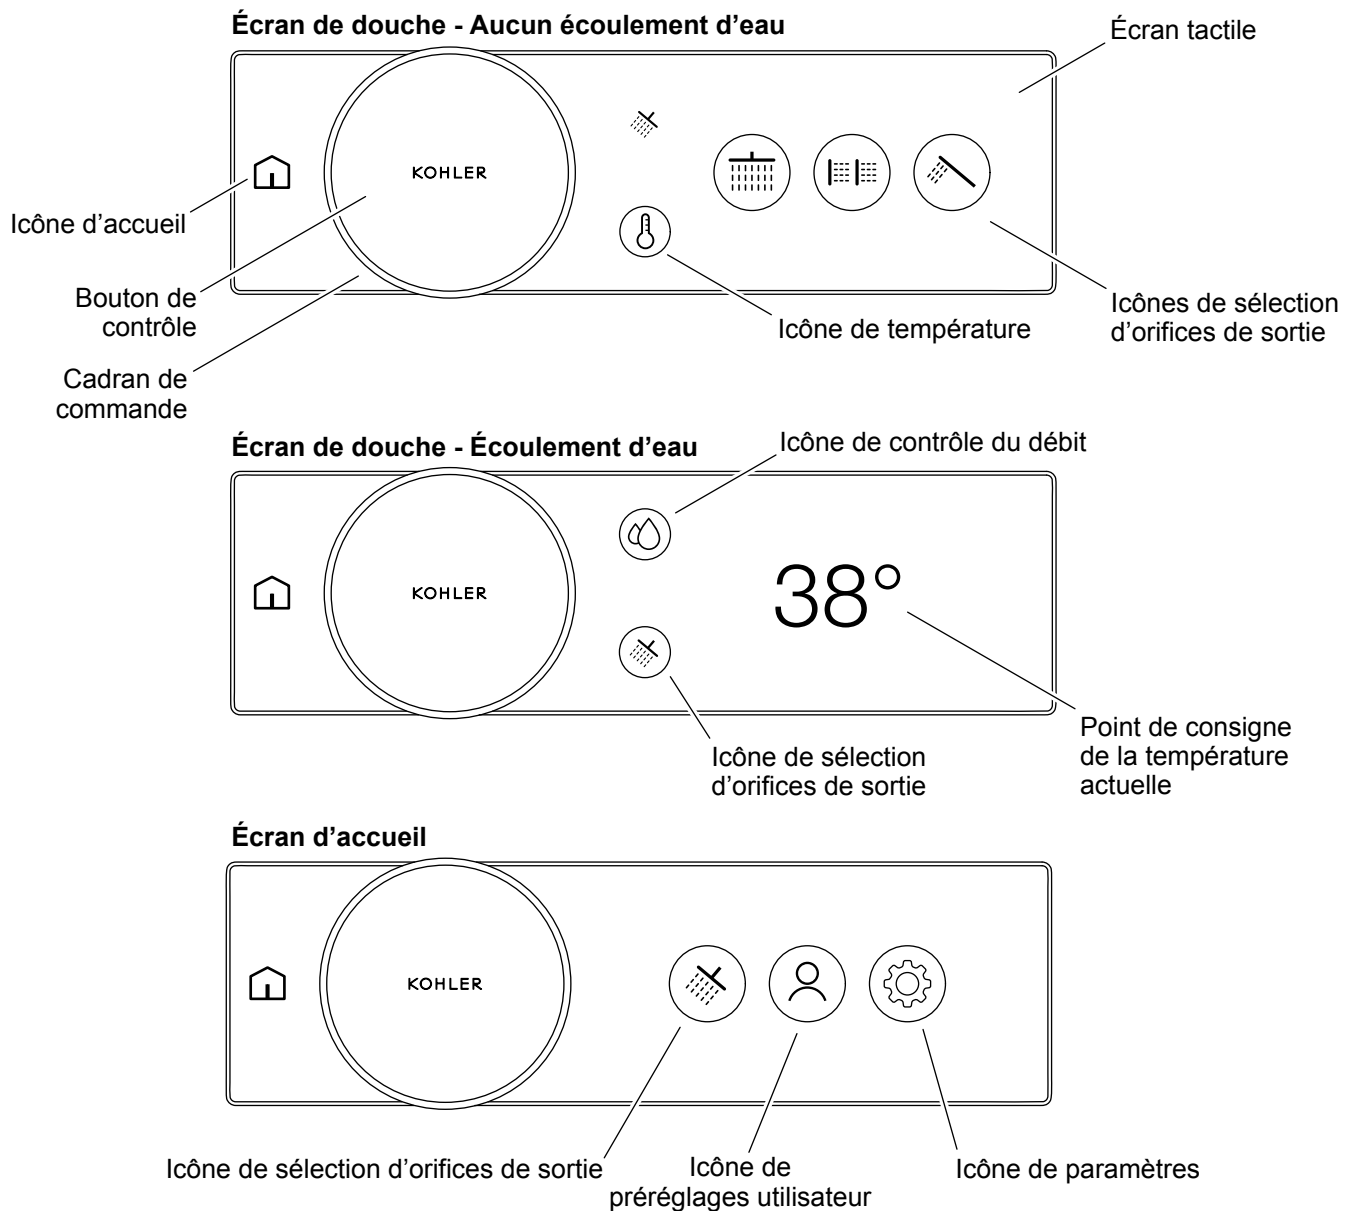 Écran de douche - Aucun écoulement d’eau
Écran tactile
KOHLER
Icône d’accueil
Bouton de
contrôle
Cadran de
commande
Icône de température
Icônes de sélection
d’orifices de sortie
Écran de douche - Écoulement d’eau
Icône de contrôle du débit
KOHLER
38°
Icône de sélection
d’orifices de sortie
Point de consigne
de la température
actuelle
Écran d’accueil
KOHLER
Icône de sélection d’orifices de sortie
Icône de
préréglages utilisateur
Icône de paramètres